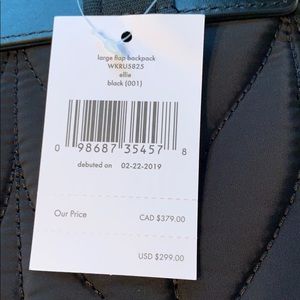 large flap backpack
WKRU5825
ellie
black (001)
0 98687 35457 8
debuted on 02-22-2019
Our Price CAD $379.00
USD $299.00